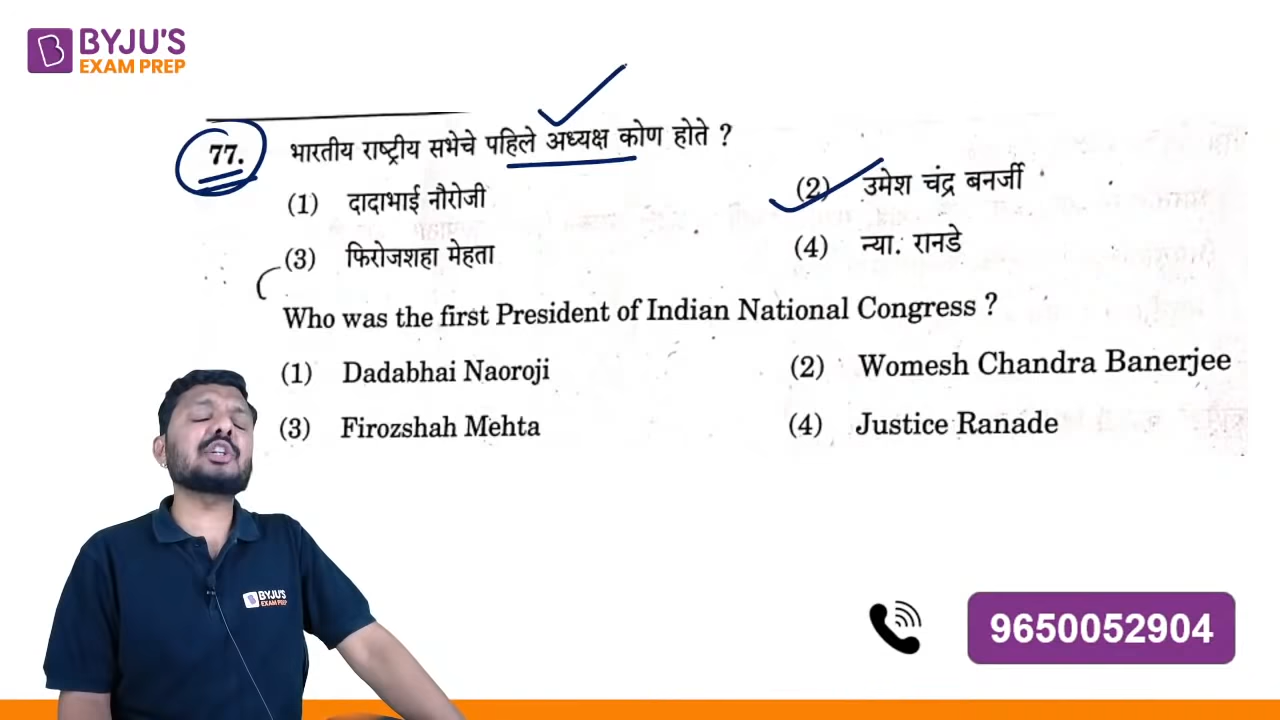 BYJU'S
EXAM PREP
77. भारतीय राष्ट्रीय सभेचे पहिले अध्यक्ष कोण होते ?
(1) दादाभाई नौरोजी (2) उमेश चंद्र बनर्जी
(3) फिरोजशहा मेहता (4) न्या. रानडे
Who was the first President of Indian National Congress ?
(1) Dadabhai Naoroji (2) Womesh Chandra Banerjee
(3) Firozshah Mehta (4) Justice Ranade
BYJU'S
EXAM PREP
9650052904